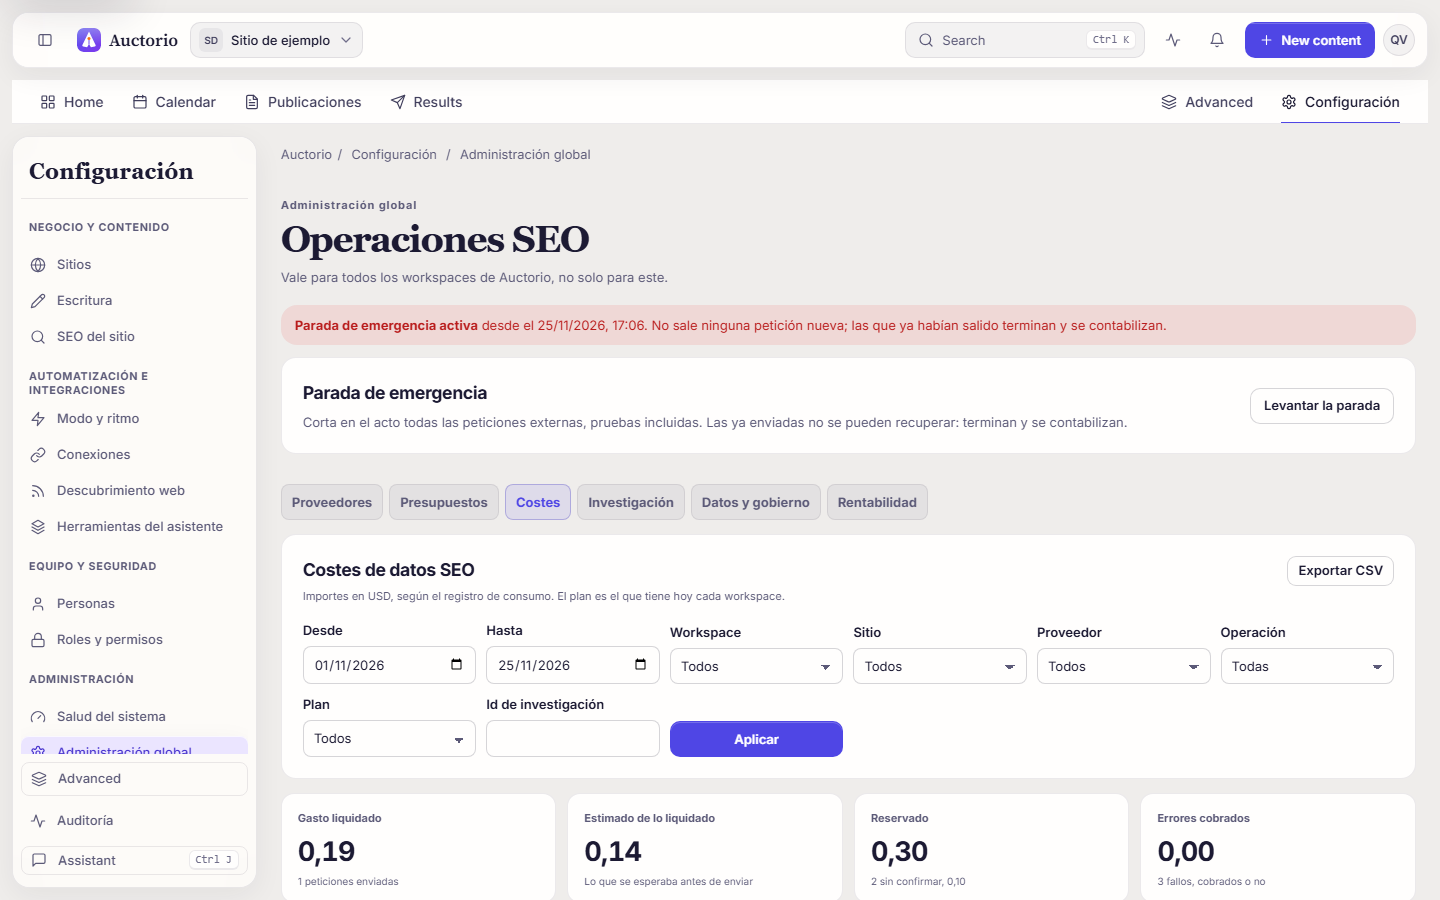 Auctorio
SD Sitio de ejemplo
Search Ctrl K
New content
QV
Home
Calendar
Publicaciones
Results
Advanced
Configuración
Configuración
NEGOCIO Y CONTENIDO
Sitios
Escritura
SEO del sitio
AUTOMATIZACIÓN E
INTEGRACIONES
Modo y ritmo
Conexiones
Descubrimiento web
Herramientas del asistente
EQUIPO Y SEGURIDAD
Personas
Roles y permisos
ADMINISTRACIÓN
Salud del sistema
Administración global
Advanced
Auditoría
Assistant Ctrl J
Auctorio / Configuración / Administración global
Administración global
Operaciones SEO
Vale para todos los workspaces de Auctorio, no solo para este.
Parada de emergencia activa desde el 25/11/2026, 17:06. No sale ninguna petición nueva; las que ya habían salido terminan y se contabilizan.
Parada de emergencia
Corta en el acto todas las peticiones externas, pruebas incluidas. Las ya enviadas no se pueden recuperar: terminan y se contabilizan.
Levantar la parada
Proveedores
Presupuestos
Costes
Investigación
Datos y gobierno
Rentabilidad
Costes de datos SEO
Importes en USD, según el registro de consumo. El plan es el que tiene hoy cada workspace.
Exportar CSV
Desde
01/11/2026
Hasta
25/11/2026
Workspace
Todos
Sitio
Todos
Proveedor
Todos
Operación
Todas
Plan
Todos
Id de investigación
Aplicar
Gasto liquidado
0,19
1 peticiones enviadas
Estimado de lo liquidado
0,14
Lo que se esperaba antes de enviar
Reservado
0,30
2 sin confirmar, 0,10
Errores cobrados
0,00
3 fallos, cobrados o no